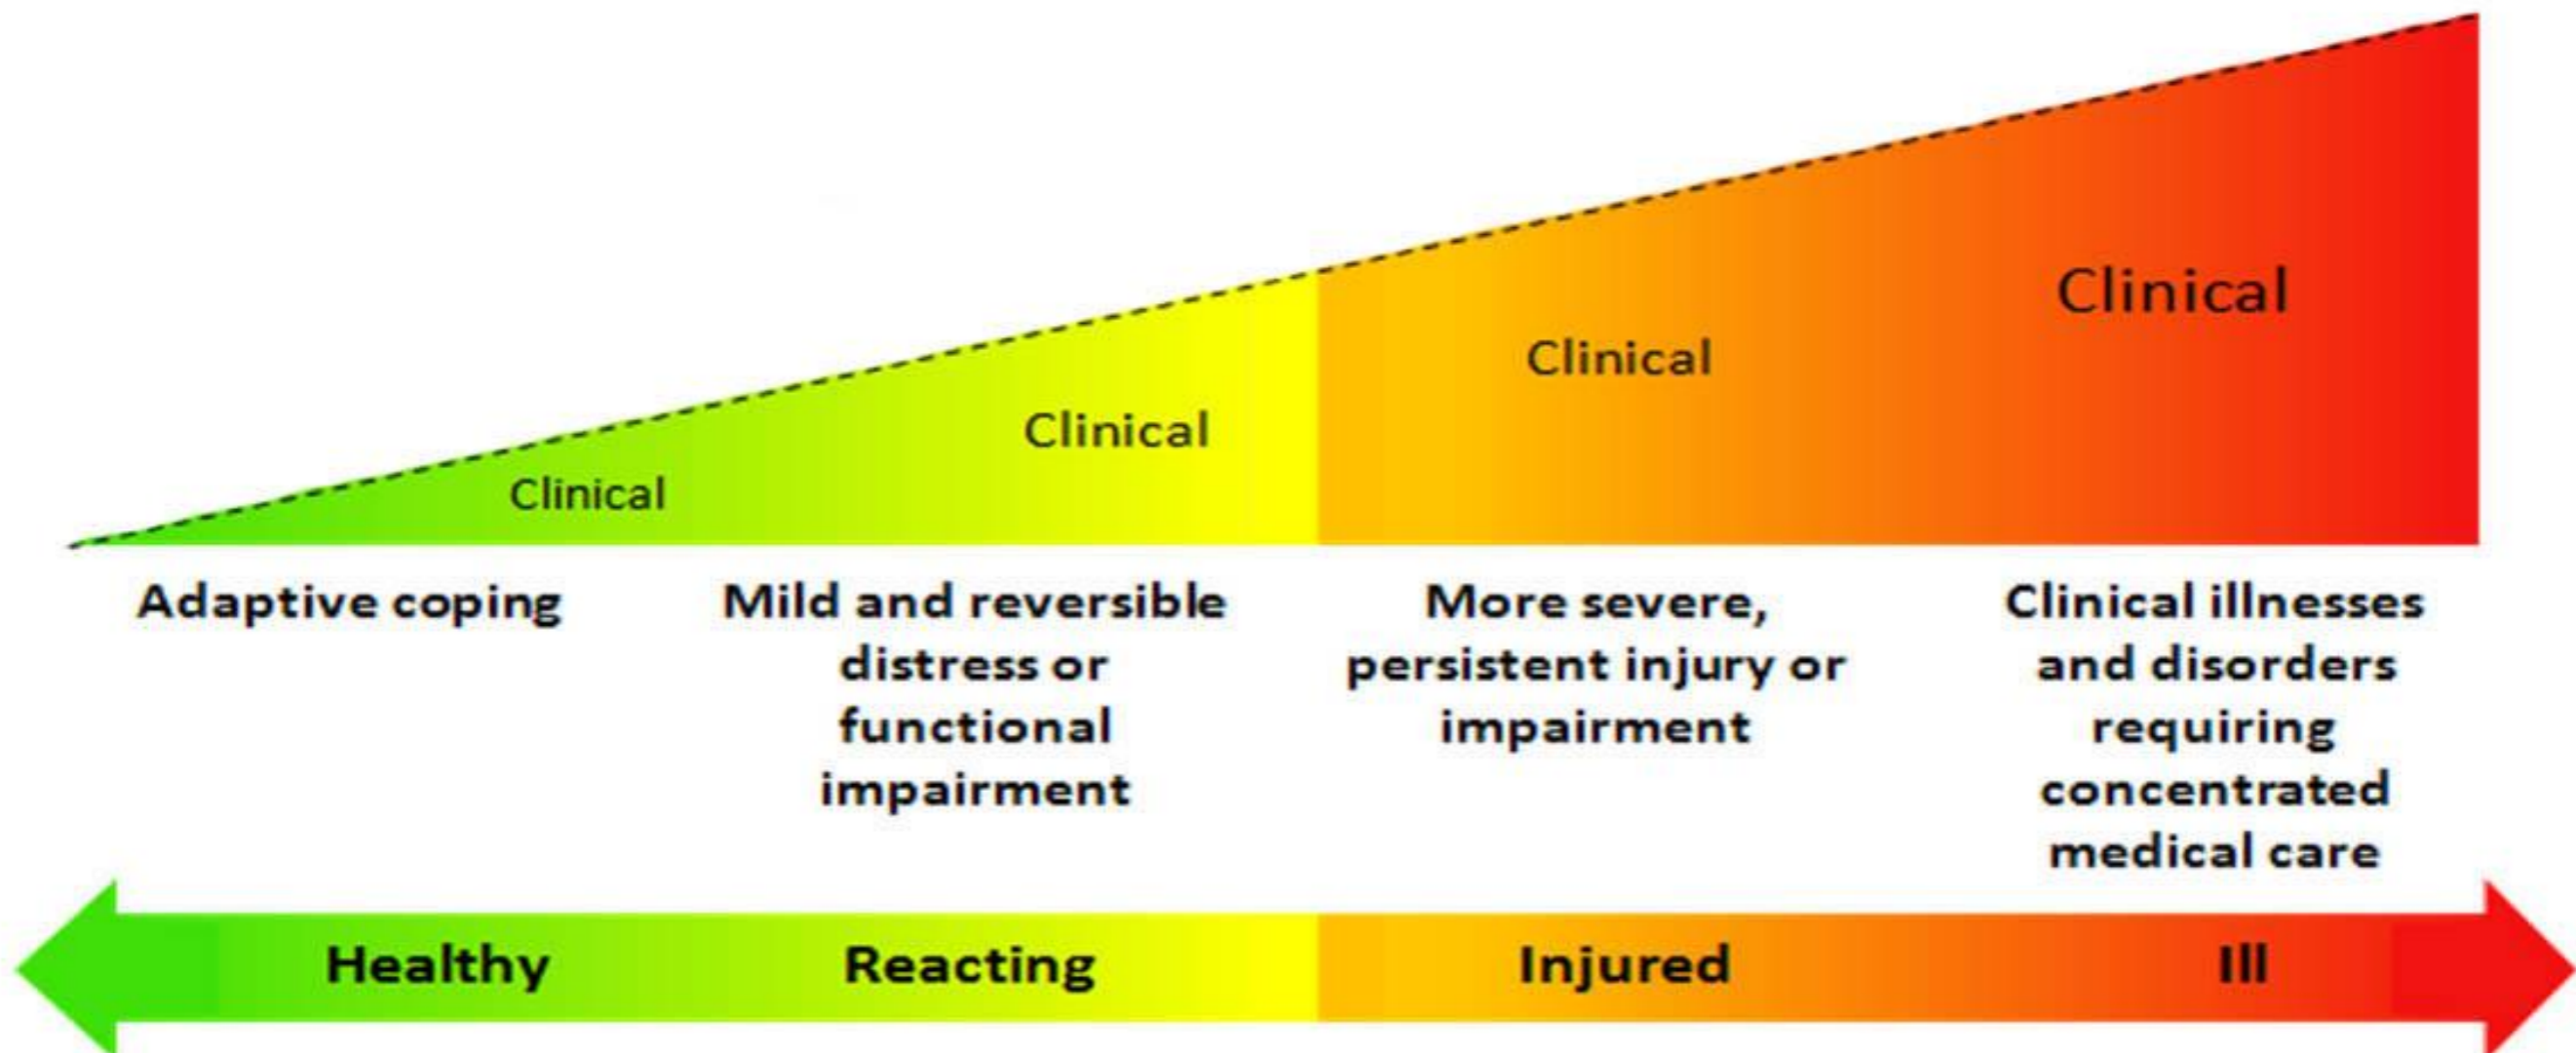 Clinical
Clinical
Clinical
Clinical
Adaptive coping
Mild and reversible
distress or
functional
impairment
More severe,
persistent injury or
impairment
Clinical illnesses
and disorders
requiring
concentrated
medical care
Healthy
Reacting
Injured
Ill